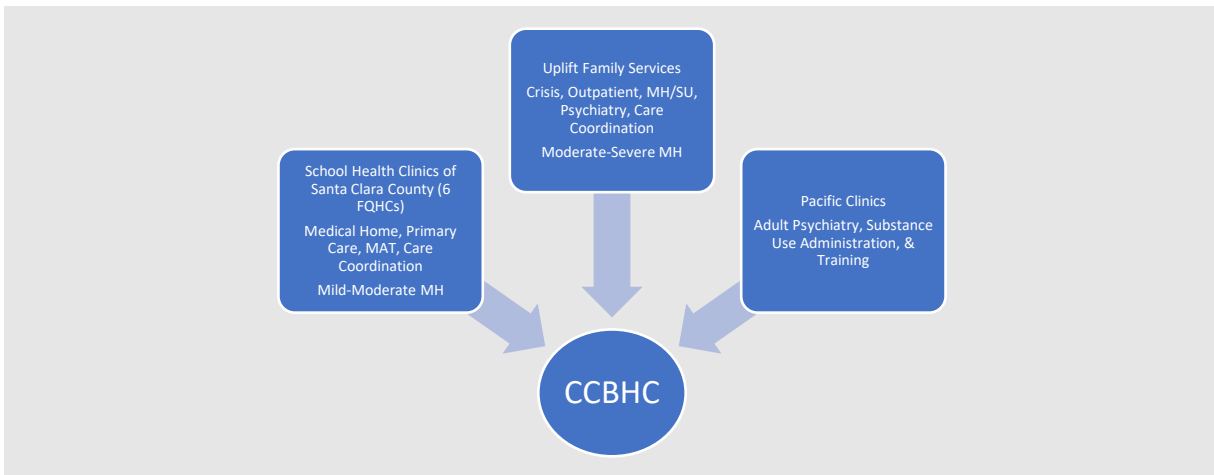 Uplift Family Services
Crisis, Outpatient, MH/SU,
Psychiatry, Care
Coordination
Moderate-Severe MH
School Health Clinics of
Santa Clara County (6
FQHCs)
Medical Home, Primary
Care, MAT, Care
Coordination
Mild-Moderate MH
Pacific Clinics
Adult Psychiatry, Substance
Use Administration, &
Training
CCBHC